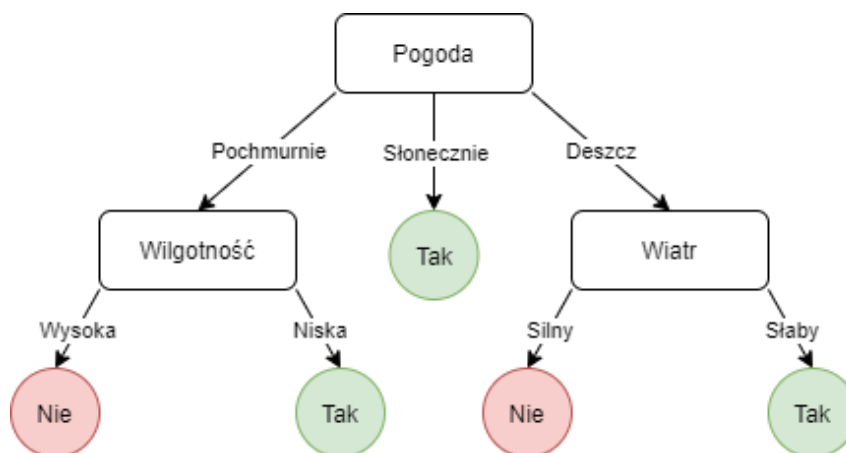 Pogoda
Pochmurnie
Słonecznie
Deszcz
Wilgotność
Tak
Wiatr
Wysoka
Niska
Silny
Słaby
Nie
Tak
Nie
Tak